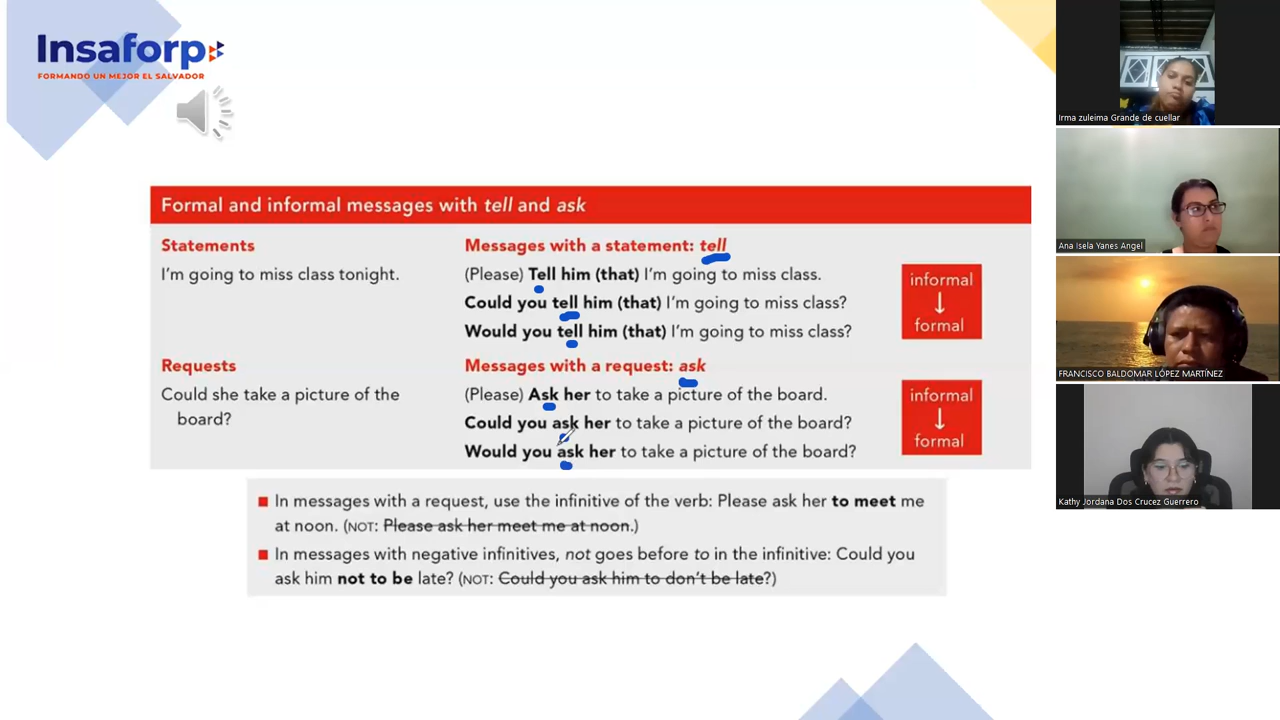 Insaforp
FORMANDO UN MEJOR EL SALVADOR
Formal and informal messages with tell and ask
Statements
I'm going to miss class tonight.
Messages with a statement: tell
(Please) Tell him (that) I'm going to miss class.
Could you tell him (that) I'm going to miss class?
Would you tell him (that) I'm going to miss class?
informal
↓
formal
Requests
Could she take a picture of the
board?
Messages with a request: ask
(Please) Ask her to take a picture of the board.
Could you ask her to take a picture of the board?
Would you ask her to take a picture of the board?
informal
↓
formal
In messages with a request, use the infinitive of the verb: Please ask her to meet me
at noon. (NOT: Please ask her meet me at noon.)
In messages with negative infinitives, not goes before to in the infinitive: Could you
ask him not to be late? (NOT: Could you ask him to don't be late?)
Irma zuleima Grande de cuellar
Ana Isela Yanes Angel
FRANCISCO BALDOMAR LÓPEZ MARTÍNEZ
Kathy Jordana Dos Crucez Guerrero